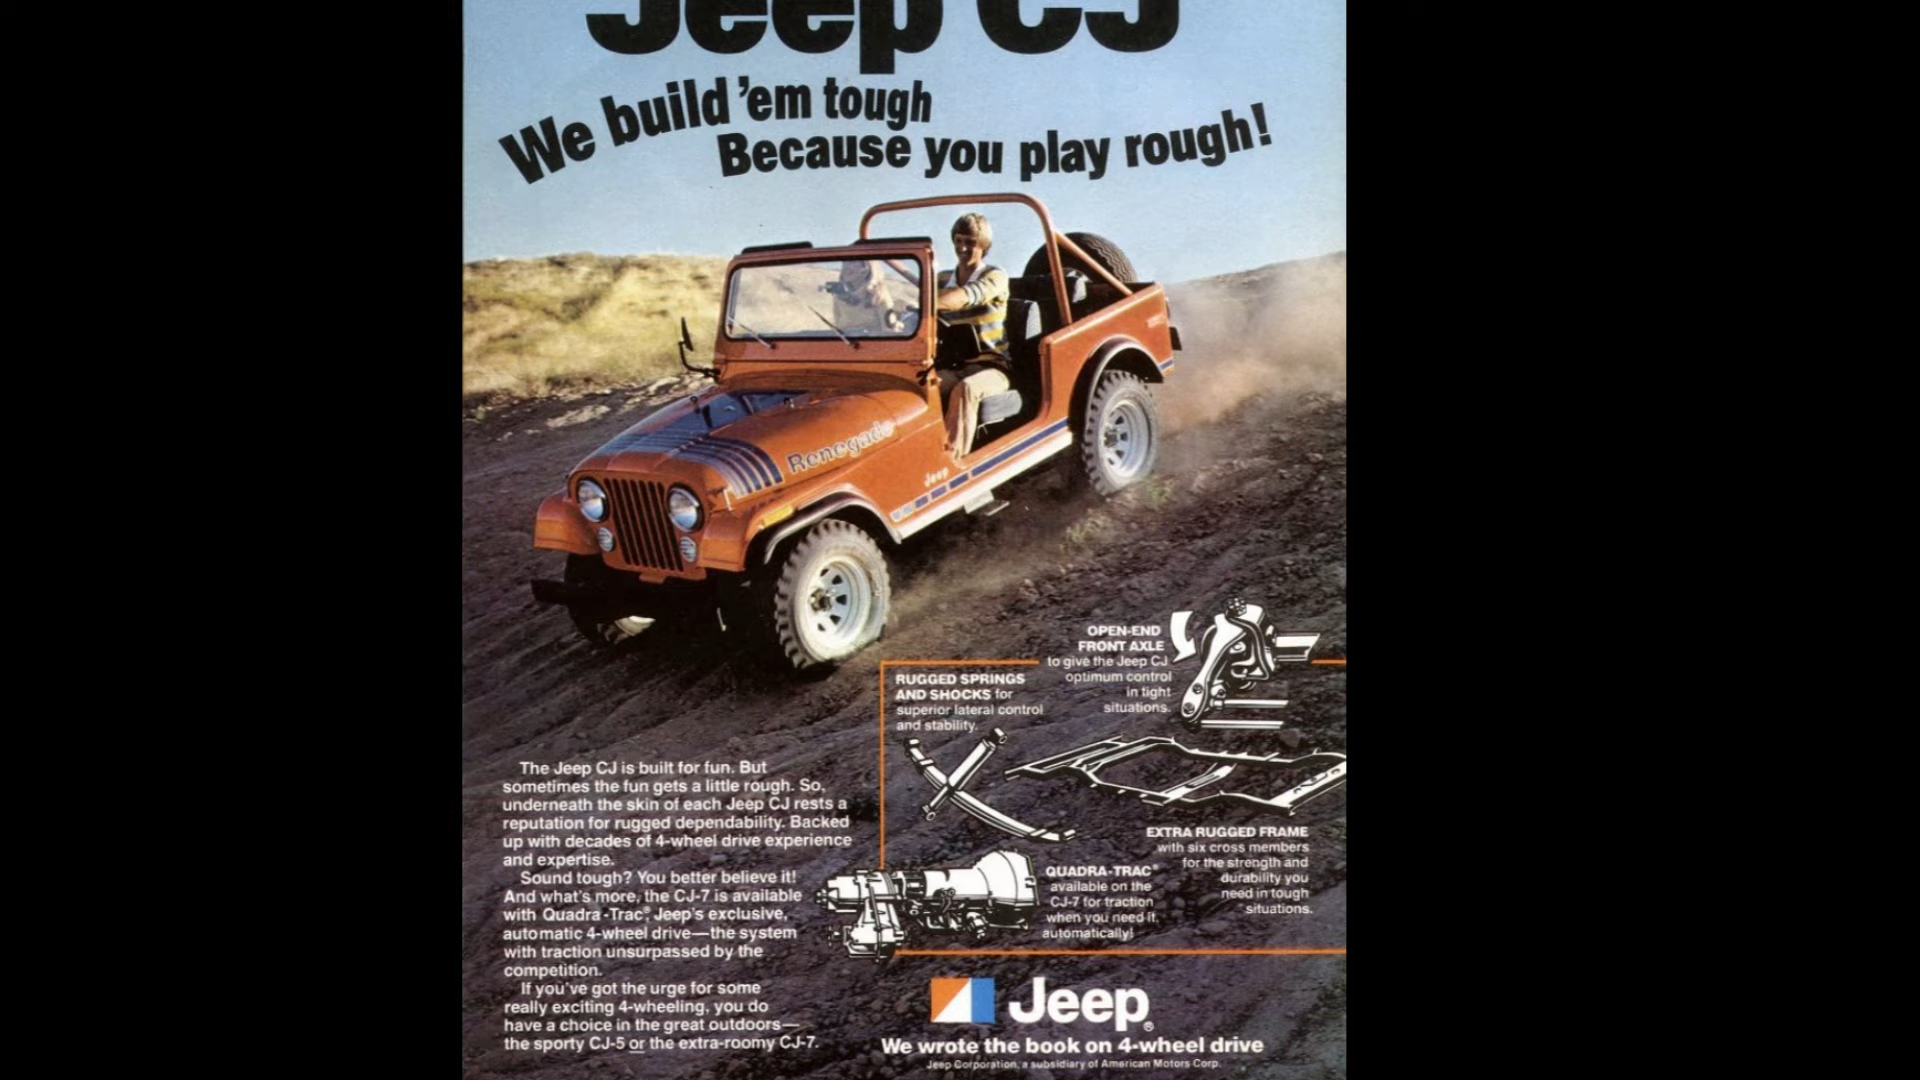 Jeep CJ
We build 'em tough
Because you play rough!
Renegade
Jeep
OPEN-END
FRONT AXLE
to give the Jeep CJ
optimum control
in tight
situations.
RUGGED SPRINGS
AND SHOCKS for
superior lateral control
and stability.
EXTRA RUGGED FRAME
with six cross members
for the strength and
durability you
need in tough
situations.
QUADRA-TRAC®
available on the
CJ-7 for traction
when you need it,
automatically!
The Jeep CJ is built for fun. But
sometimes the fun gets a little rough. So,
underneath the skin of each Jeep CJ rests a
reputation for rugged dependability. Backed
up with decades of 4-wheel drive experience
and expertise.
Sound tough? You better believe it!
And what's more, the CJ-7 is available
with Quadra-Trac®, Jeep's exclusive,
automatic 4-wheel drive—the system
with traction unsurpassed by the
competition.
If you've got the urge for some
really exciting 4-wheeling, you do
have a choice in the great outdoors—
the sporty CJ-5 or the extra-roomy CJ-7.
Jeep®
We wrote the book on 4-wheel drive
Jeep Corporation, a subsidiary of American Motors Corp.